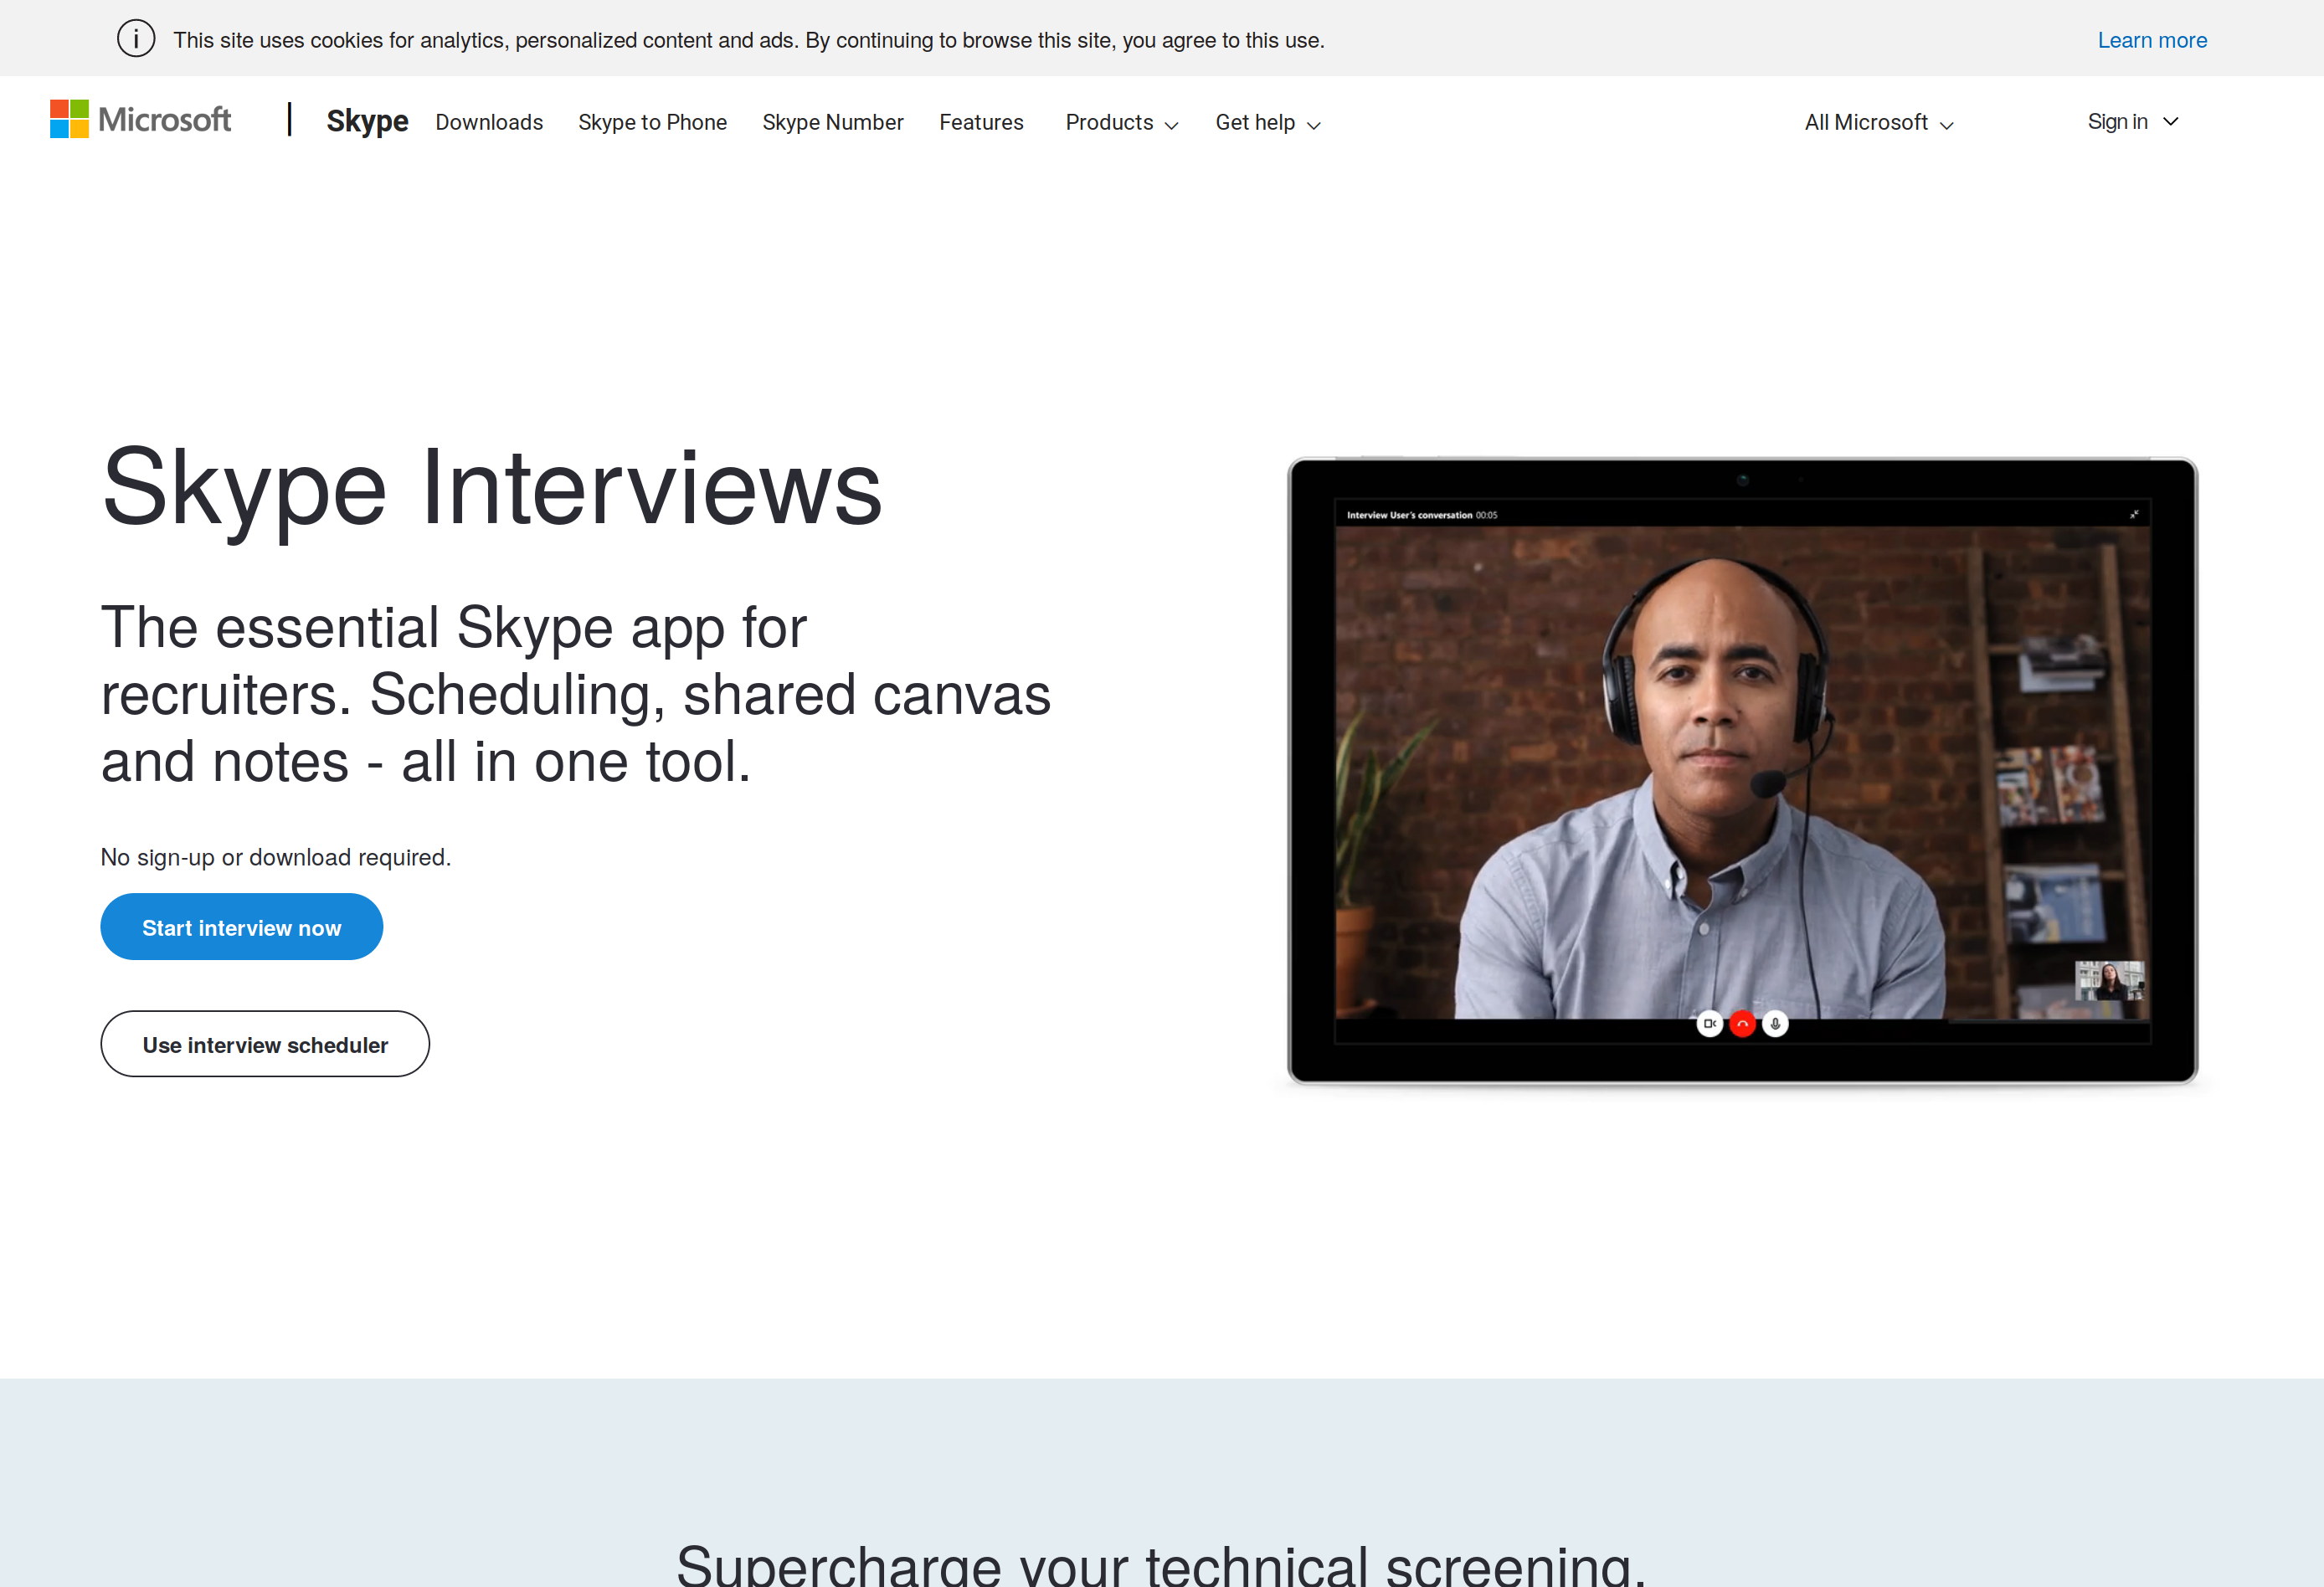 This site uses cookies for analytics, personalized content and ads. By continuing to browse this site, you agree to this use.
Learn more
Microsoft
Skype
Downloads
Skype to Phone
Skype Number
Features
Products
Get help
All Microsoft
Sign in
Skype Interviews
The essential Skype app for
recruiters. Scheduling, shared canvas
and notes - all in one tool.
No sign-up or download required.
Start interview now
Use interview scheduler
Interview User's conversation 00:05
Supercharge your technical screening.